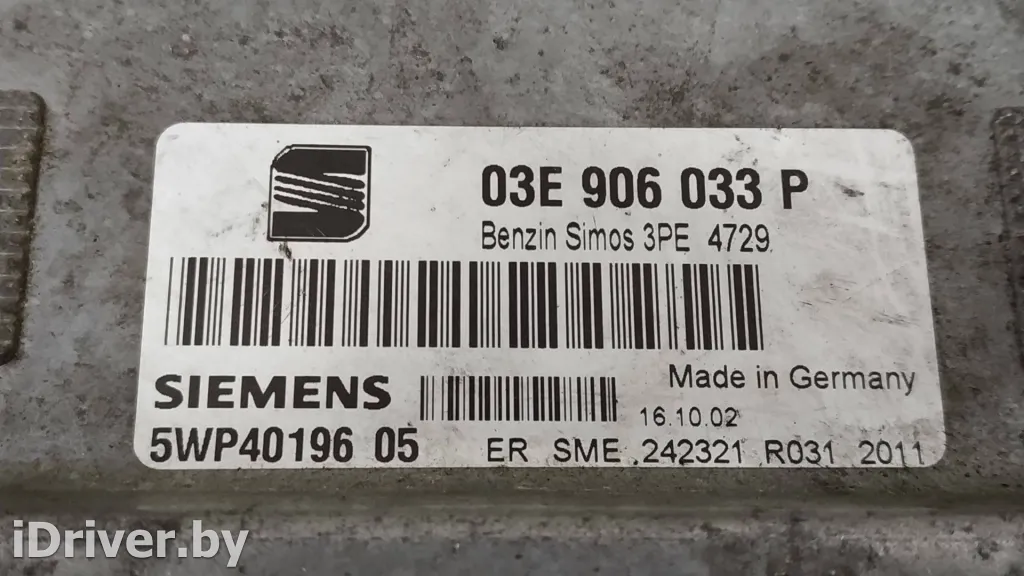 03E 906 033 P
Benzin Simos 3PE 4729
Made in Germany
SIEMENS
16.10.02
5WP40196 05
ER SME 242321 R031 2011
iDriver.by